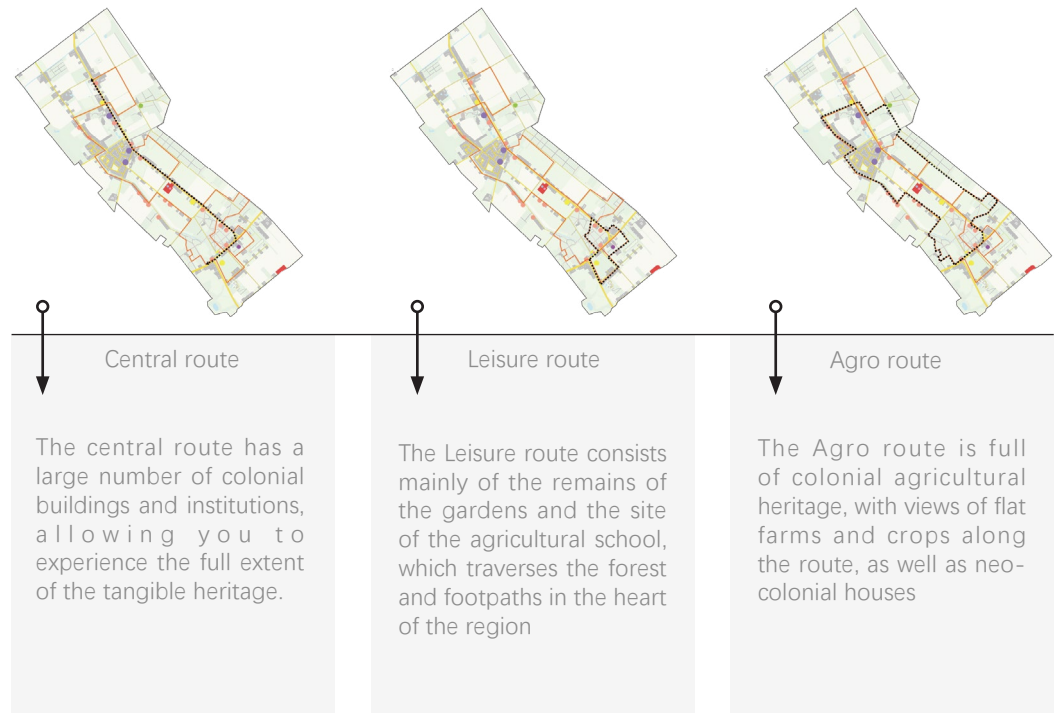 Central route
The central route has a
large number of colonial
buildings and institutions,
allowing you to
experience the full extent
of the tangible heritage.
Leisure route
The Leisure route consists
mainly of the remains of
the gardens and the site
of the agricultural school,
which traverses the forest
and footpaths in the heart
of the region
Agro route
The Agro route is full
of colonial agricultural
heritage, with views of flat
farms and crops along
the route, as well as neo-
colonial houses